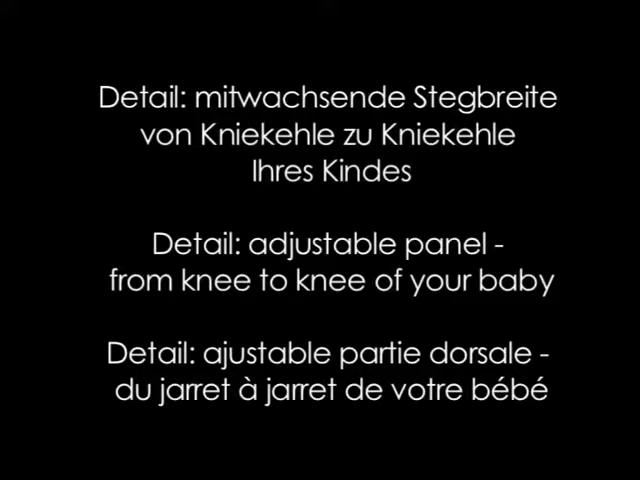 Detail: mitwachsende Stegbreite
von Kniekehle zu Kniekehle
Ihres Kindes
Detail: adjustable panel -
from knee to knee of your baby
Detail: ajustable partie dorsale -
du jarret à jarret de votre bébé